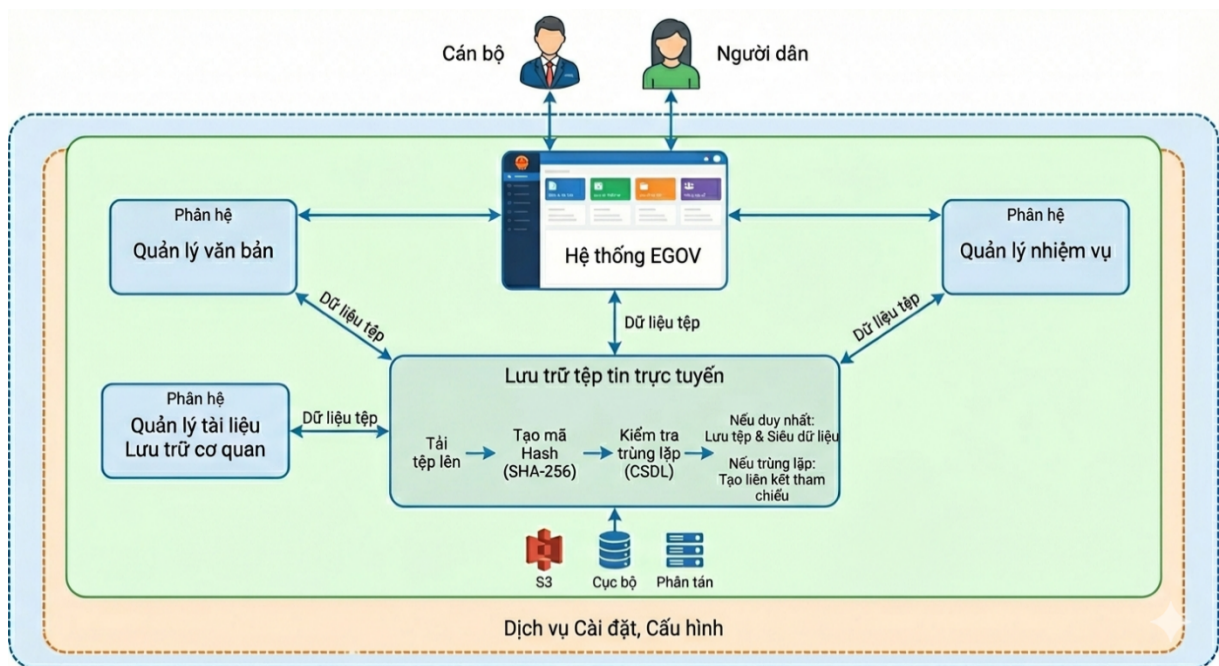 Cán bộ
Người dân
Phân hệ
Quản lý văn bản
Hệ thống EGOV
Phân hệ
Quản lý nhiệm vụ
Dữ liệu tệp
Dữ liệu tệp
Dữ liệu tệp
Lưu trữ tệp tin trực tuyến
Phân hệ
Quản lý tài liệu
Lưu trữ cơ quan
Dữ liệu tệp
Tải
tệp lên
Tạo mã
Hash
(SHA-256)
Kiểm tra
trùng lặp
(CSDL)
Nếu duy nhất:
Lưu tệp & Siêu dữ liệu
Nếu trùng lặp:
Tạo liên kết tham
chiếu
S3
Cục bộ
Phân tán
Dịch vụ Cài đặt, Cấu hình